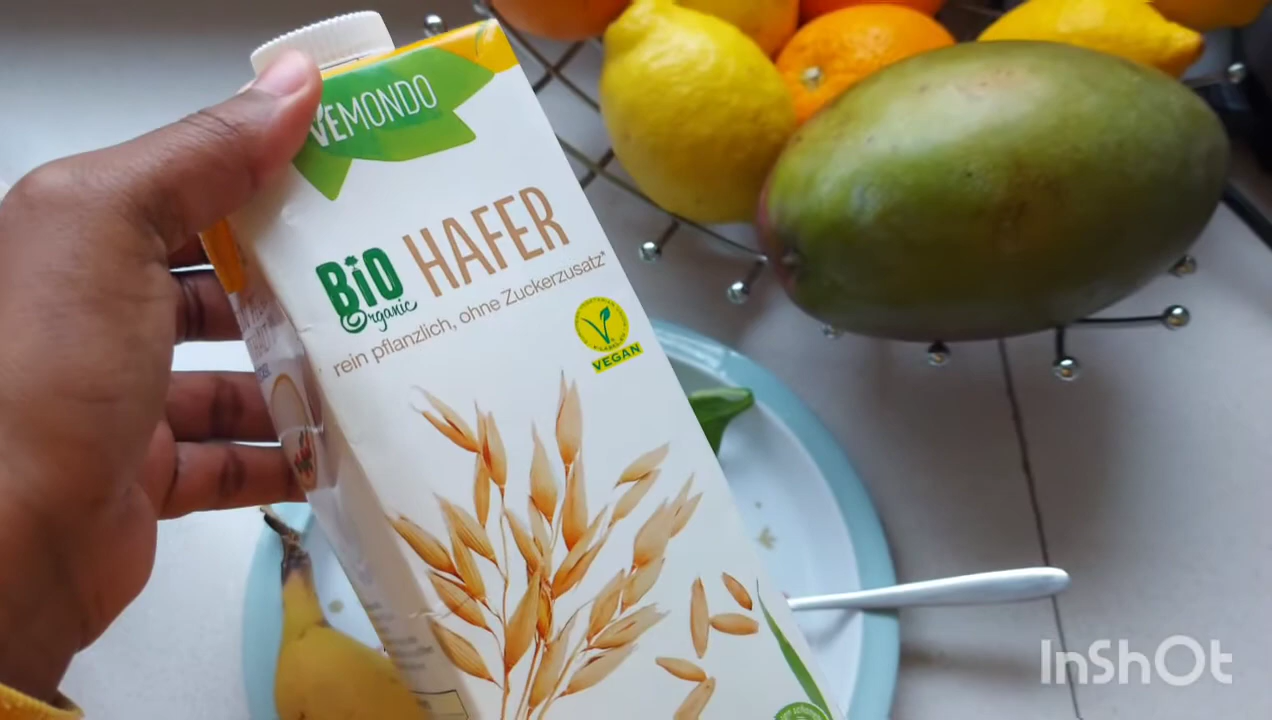 VEMONDO
BiO
Organic
HAFER
rein pflanzlich, ohne Zuckerzusatz*
VEGAN
InShOt